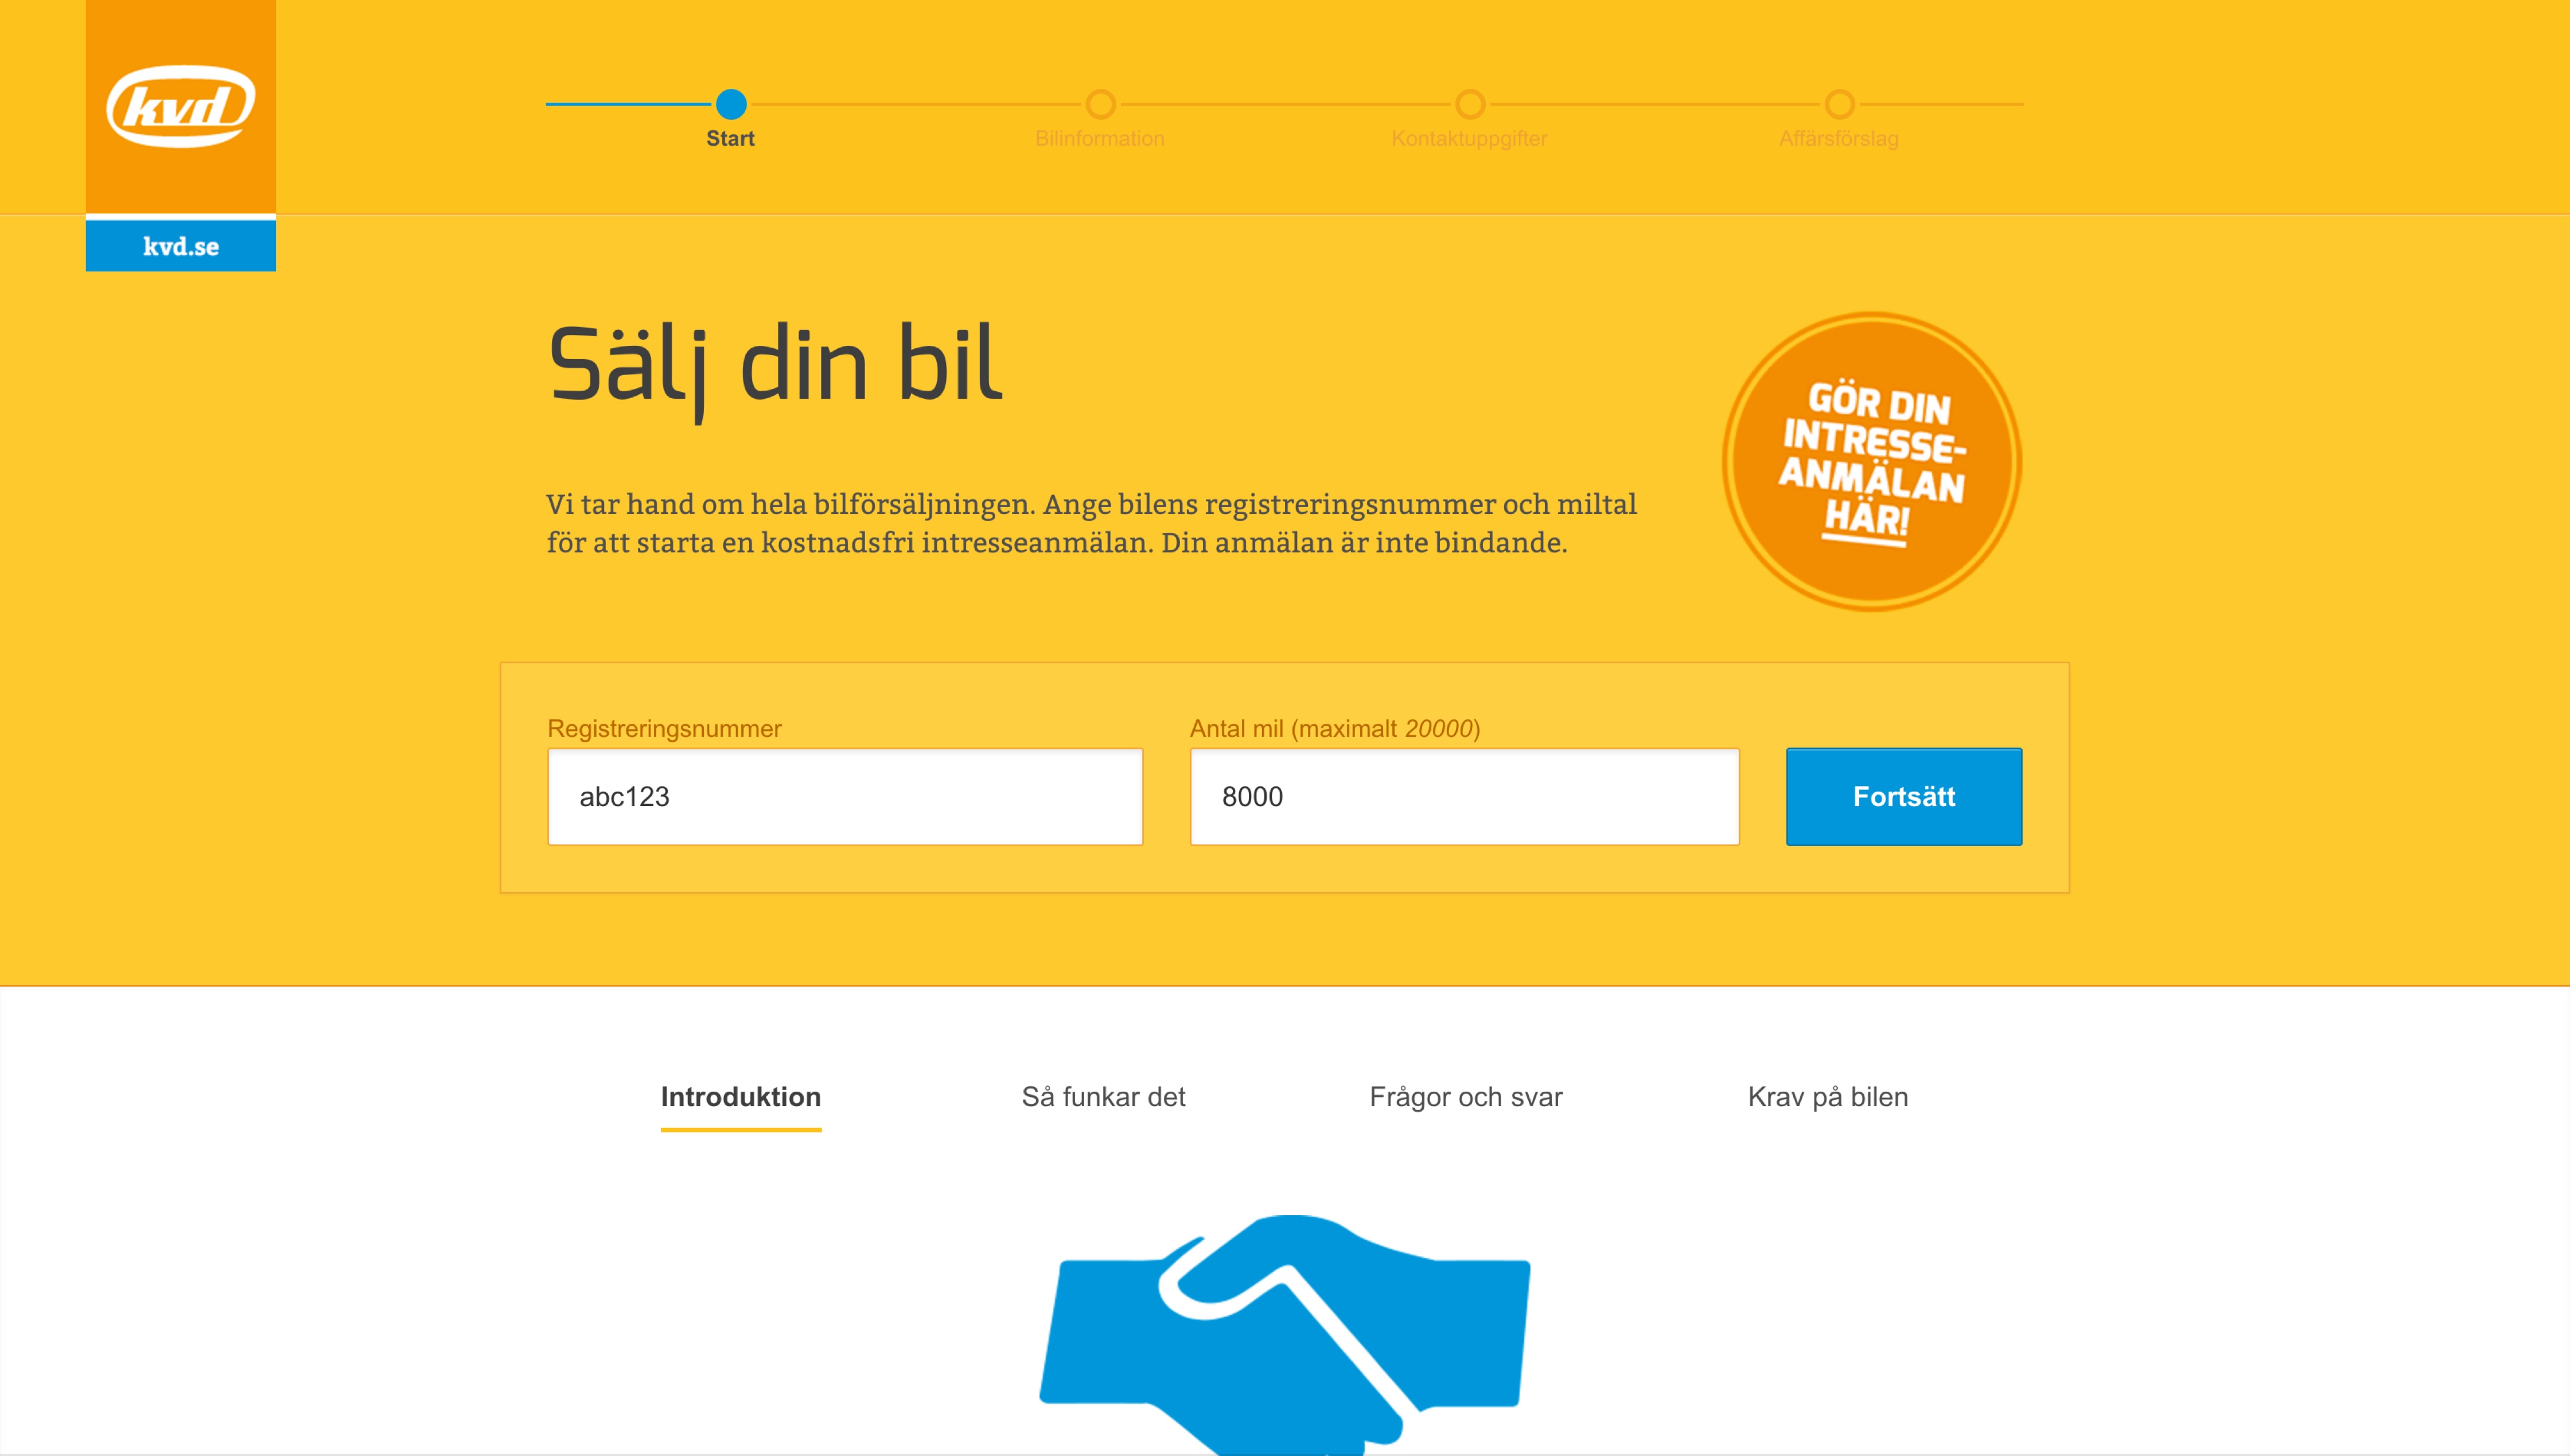 kvd
kvd.se
Start
Bilinformation
Kontaktuppgifter
Affärsförslag
Sälj din bil
Vi tar hand om hela bilförsäljningen. Ange bilens registreringsnummer och miltal
för att starta en kostnadsfri intresseanmälan. Din anmälan är inte bindande.
GÖR DIN
INTRESSE-
ANMÄLAN
HÄR!
Registreringsnummer
Antal mil (maximalt 20000)
abc123
8000
Fortsätt
Introduktion
Så funkar det
Frågor och svar
Krav på bilen